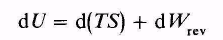 dU = d(TS) + dW_rev